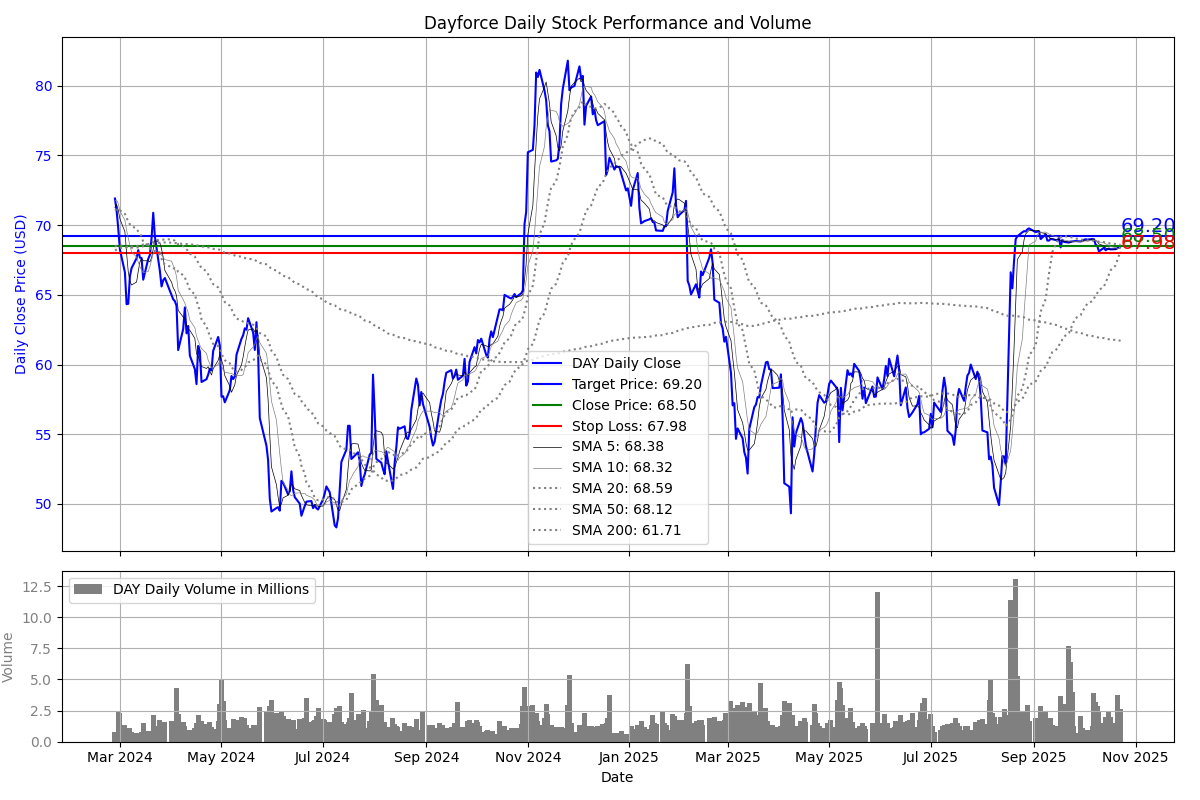 Dayforce Daily Stock Performance and Volume
Daily Close Price (USD)
80
75
70
65
60
55
50
69.20
68.50
67.98
DAY Daily Close
Target Price: 69.20
Close Price: 68.50
Stop Loss: 67.98
SMA 5: 68.38
SMA 10: 68.32
SMA 20: 68.59
SMA 50: 68.12
SMA 200: 61.71
Volume
12.5
10.0
7.5
5.0
2.5
0.0
DAY Daily Volume in Millions
Mar 2024 May 2024 Jul 2024 Sep 2024 Nov 2024 Jan 2025 Mar 2025 May 2025 Jul 2025 Sep 2025 Nov 2025
Date